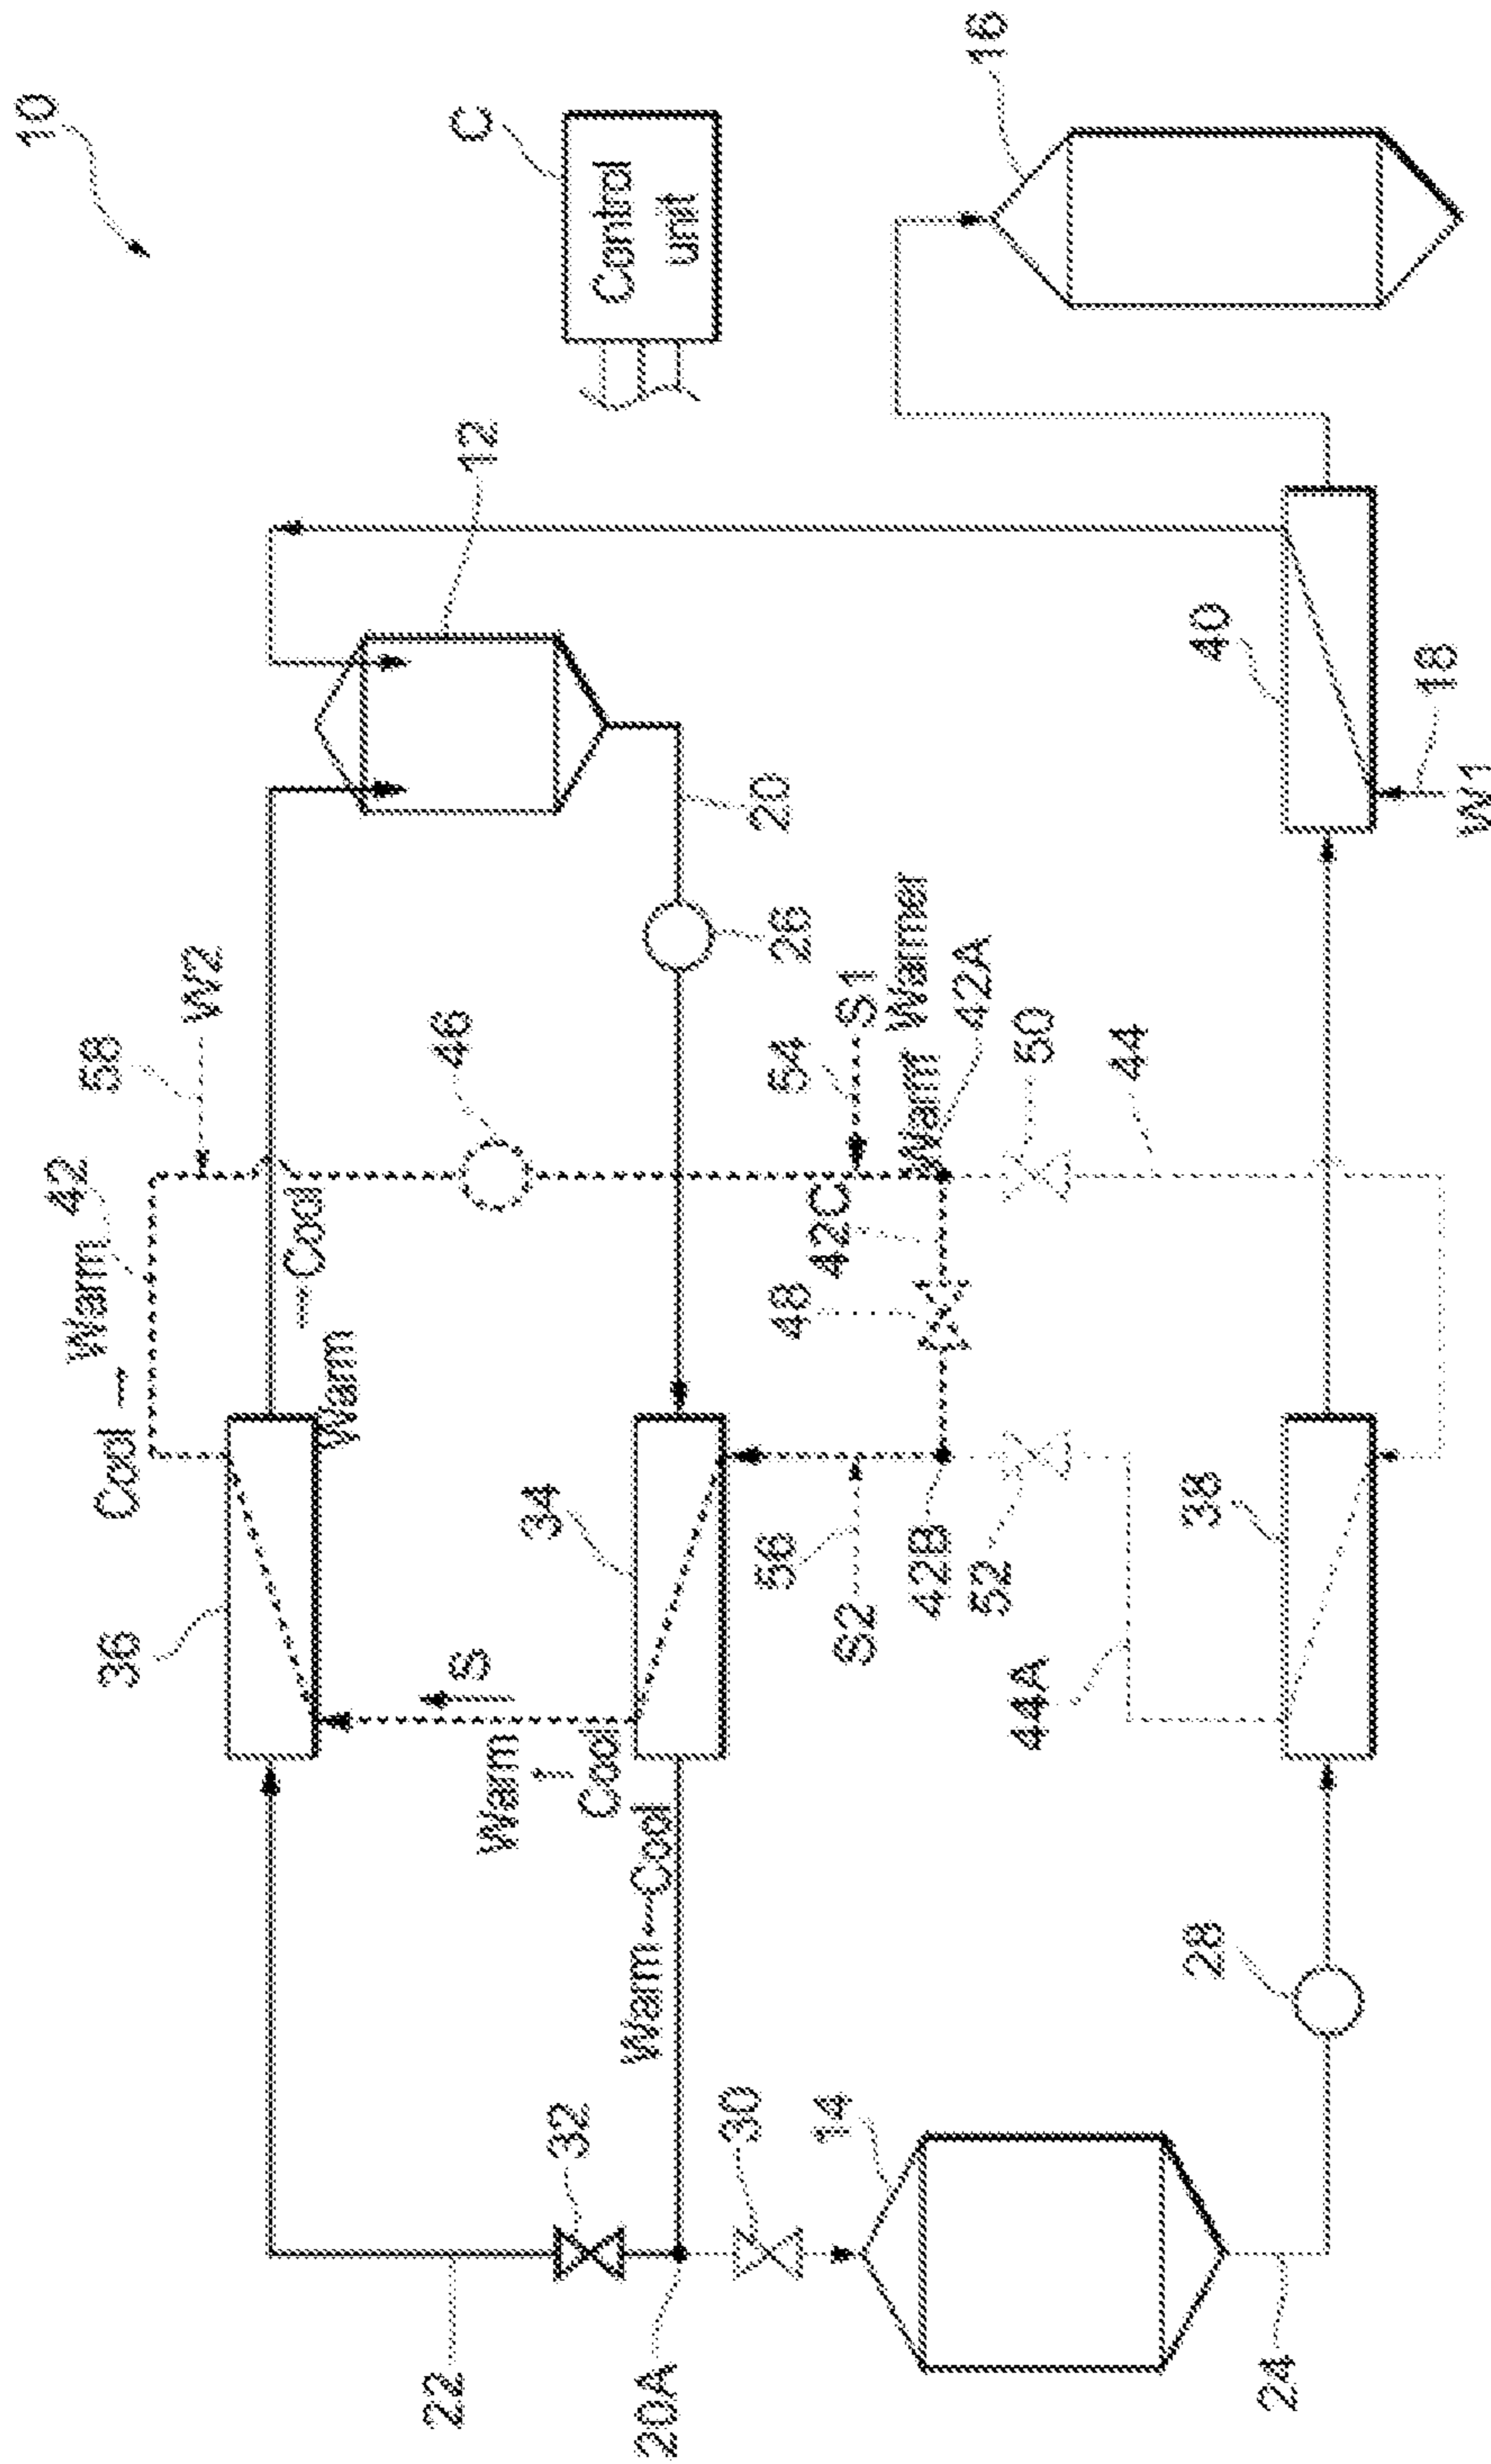 10
C
Control
unit
16
12
58
W2
42
Cool → Warm
36
Warm
→Cool
46
20
26
S
Warm
↑
Cool
34
54
S1
Warm Warmer
42A
42C
48
50
44
40
18
W1
32
22
Warm←Cool
20A
30
14
56
S2
42B
52
44A
38
28
24